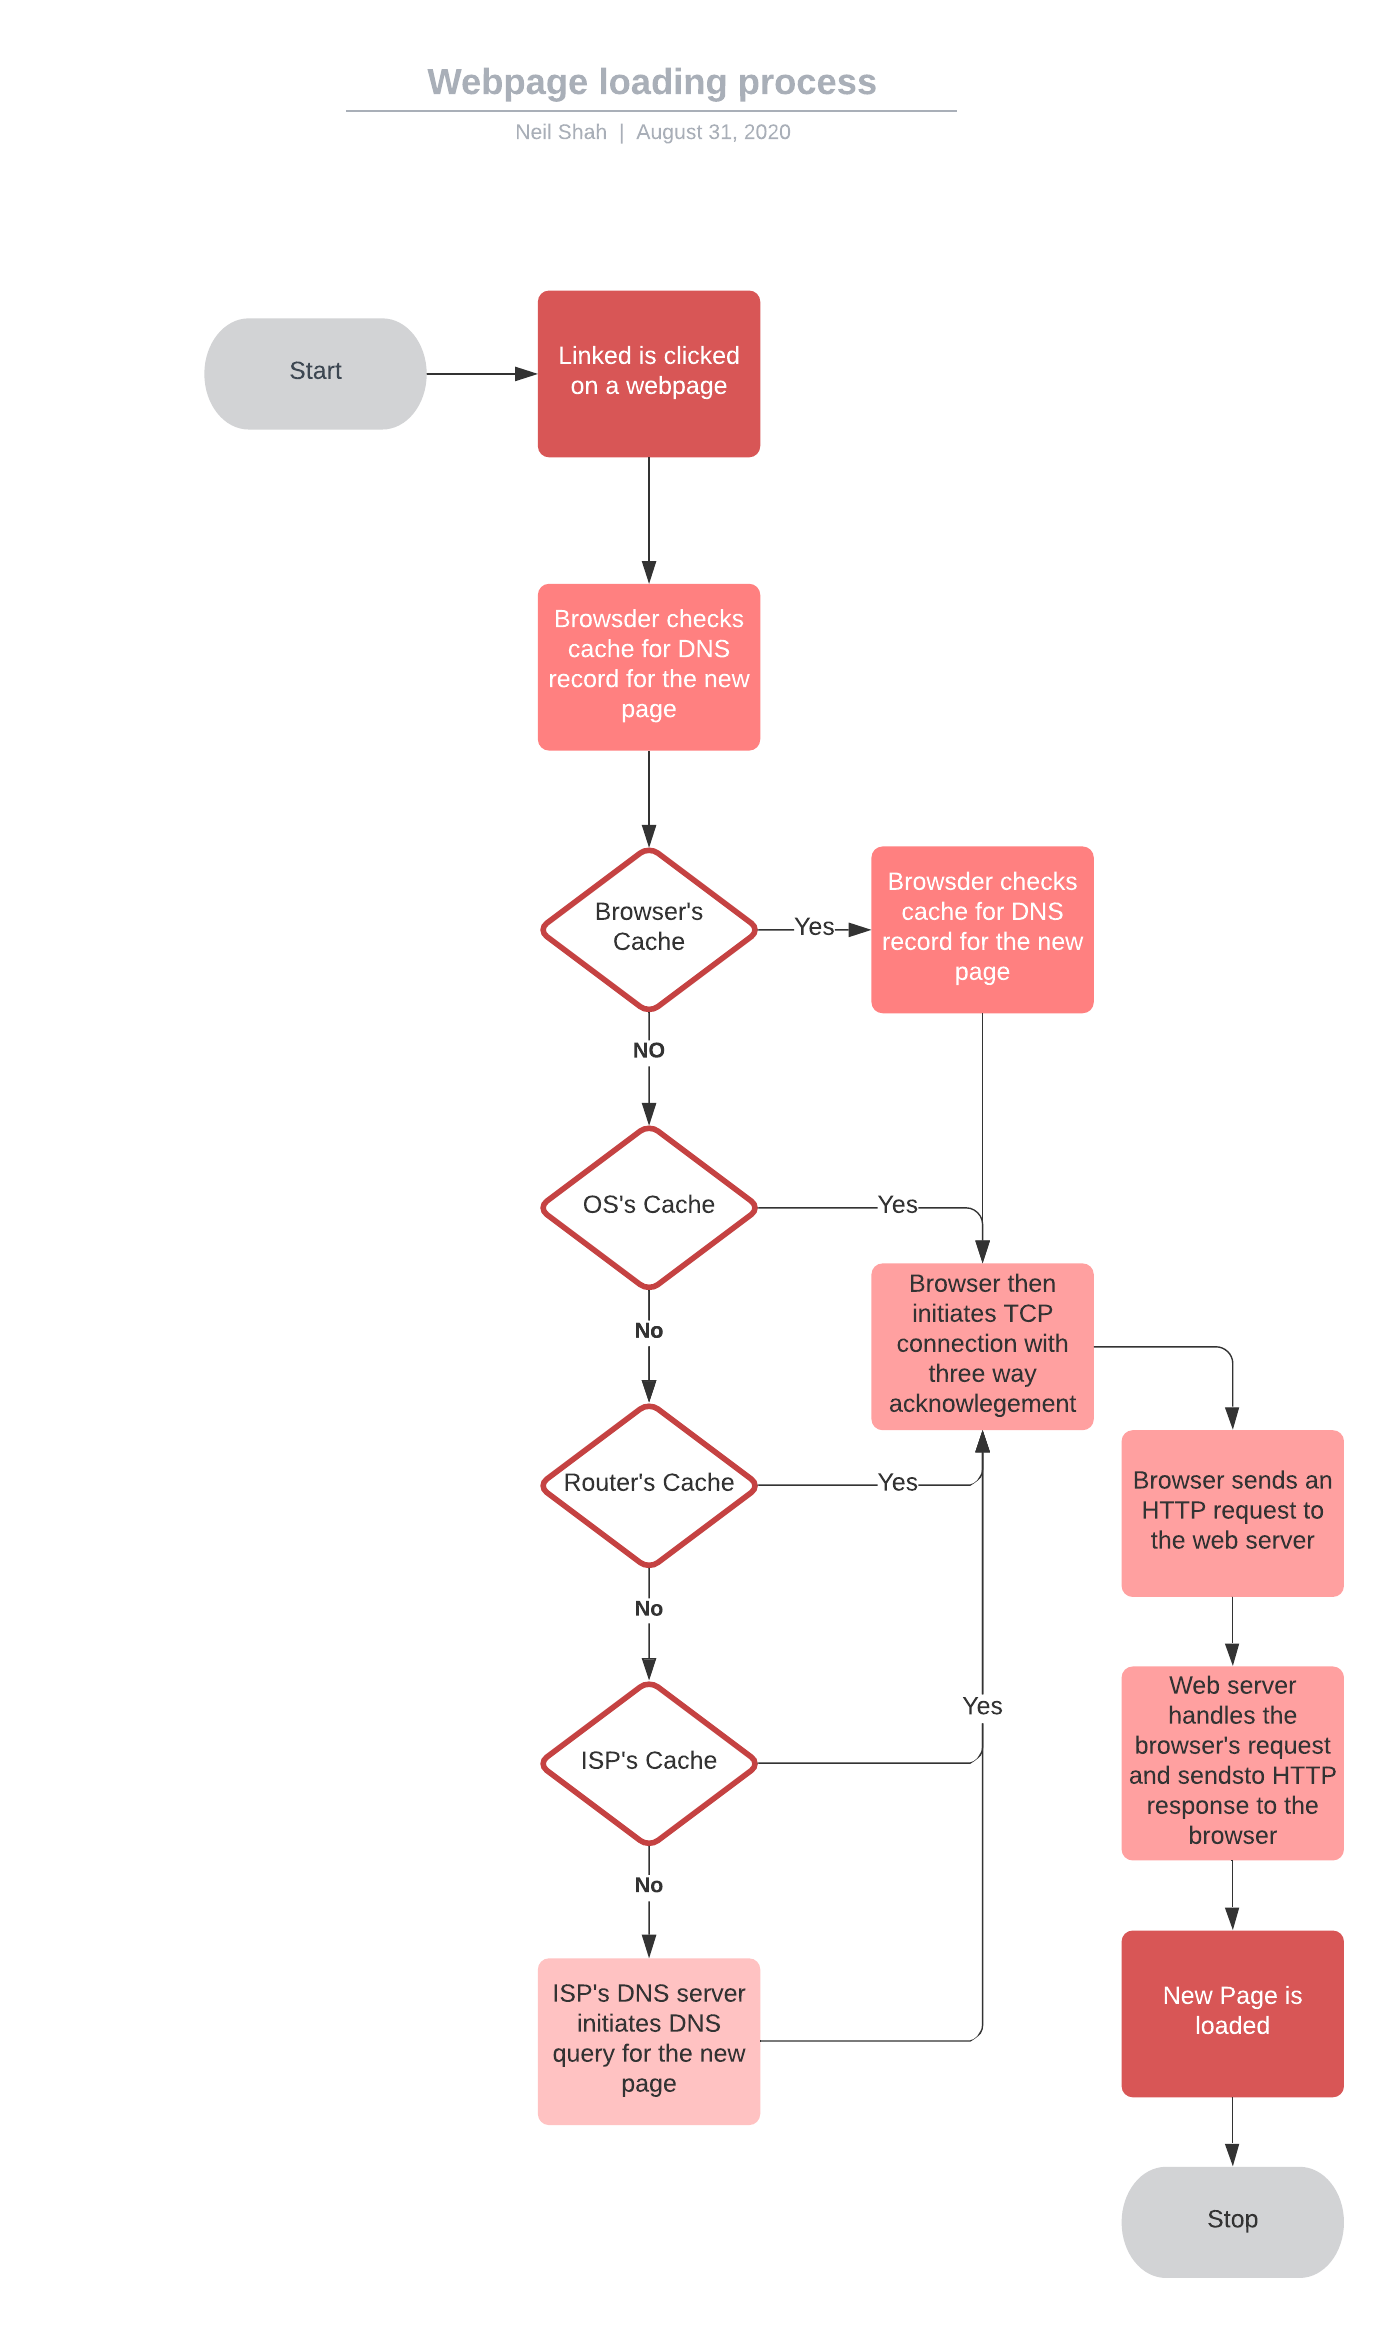 Webpage loading process
Neil Shah | August 31, 2020
Start
Linked is clicked
on a webpage
Browsder checks
cache for DNS
record for the new
page
Browser's
Cache
Yes
Browsder checks
cache for DNS
record for the new
page
NO
OS's Cache
Yes
Browser then
initiates TCP
connection with
three way
acknowlegement
No
Router's Cache
Yes
Browser sends an
HTTP request to
the web server
No
ISP's Cache
Yes
Web server
handles the
browser's request
and sendsto HTTP
response to the
browser
No
ISP's DNS server
initiates DNS
query for the new
page
New Page is
loaded
Stop